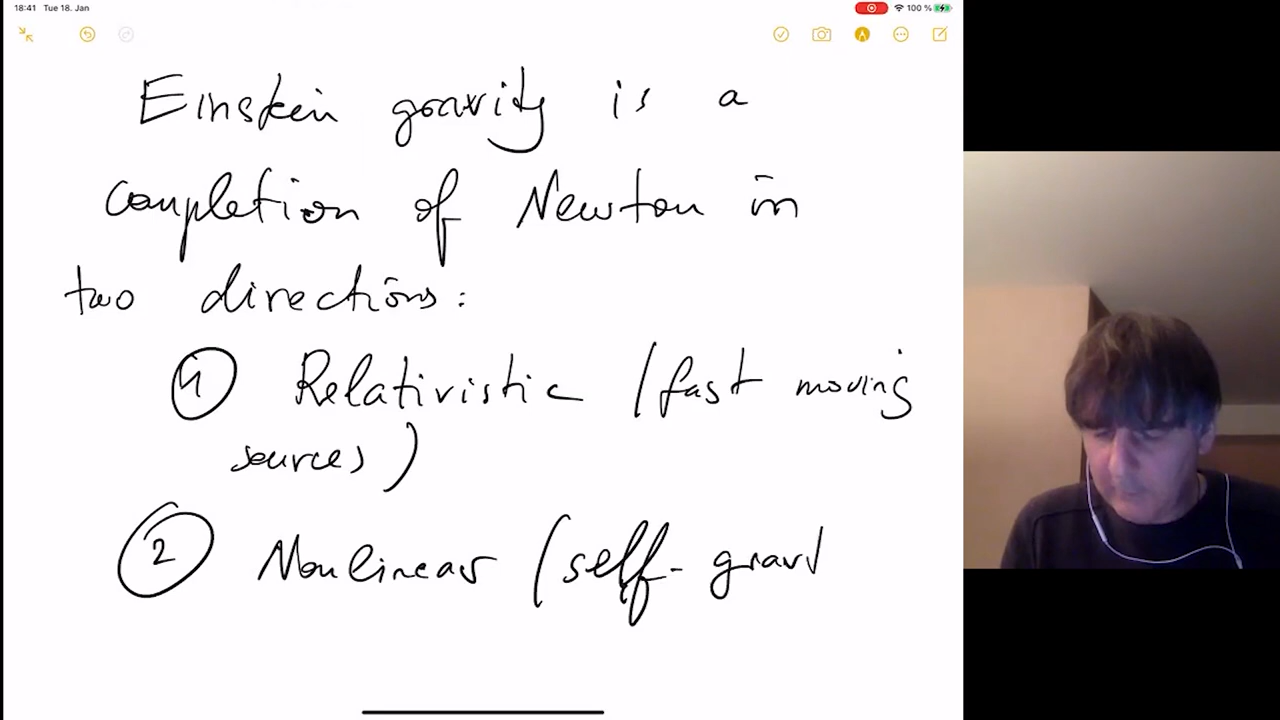 18:41 Tue 18. Jan
100 %
Einstein gravity is a
completion of Newton in
two directions:
1 Relativistic (fast moving
sources)
2 Nonlinear (self-gravi